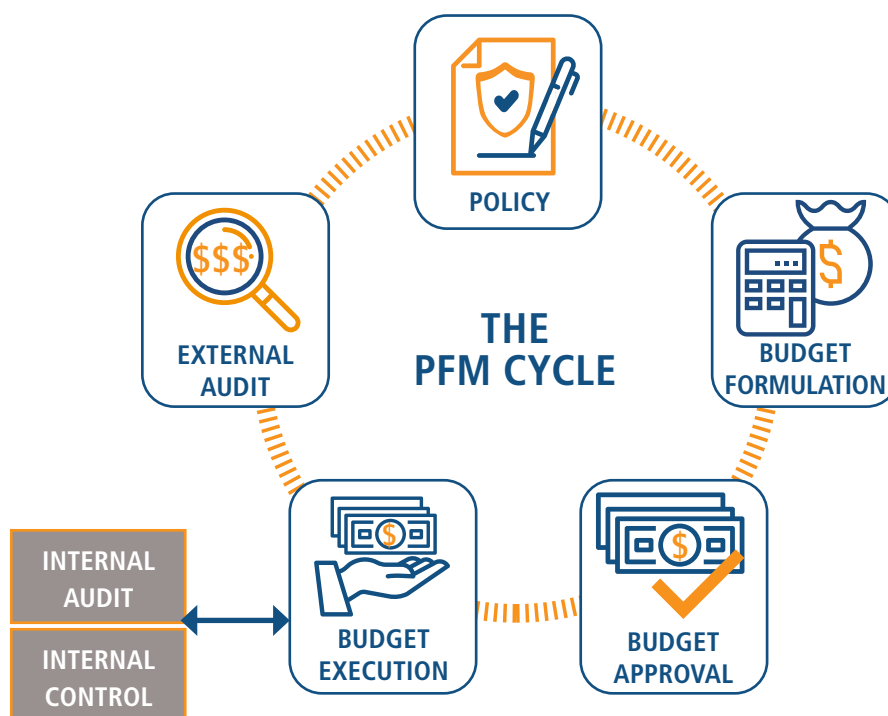 POLICY
$$$
EXTERNAL
AUDIT
THE
PFM CYCLE
$
BUDGET
FORMULATION
INTERNAL
AUDIT
INTERNAL
CONTROL
$
BUDGET
EXECUTION
$
BUDGET
APPROVAL